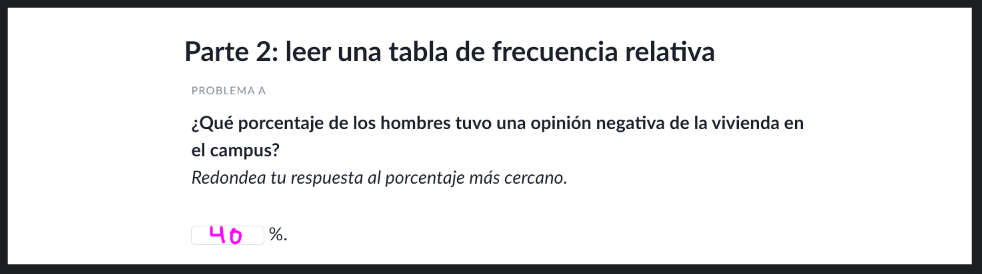 Parte 2: leer una tabla de frecuencia relativa
PROBLEMA A
¿Qué porcentaje de los hombres tuvo una opinión negativa de la vivienda en
el campus?
Redondea tu respuesta al porcentaje más cercano.
40 %.